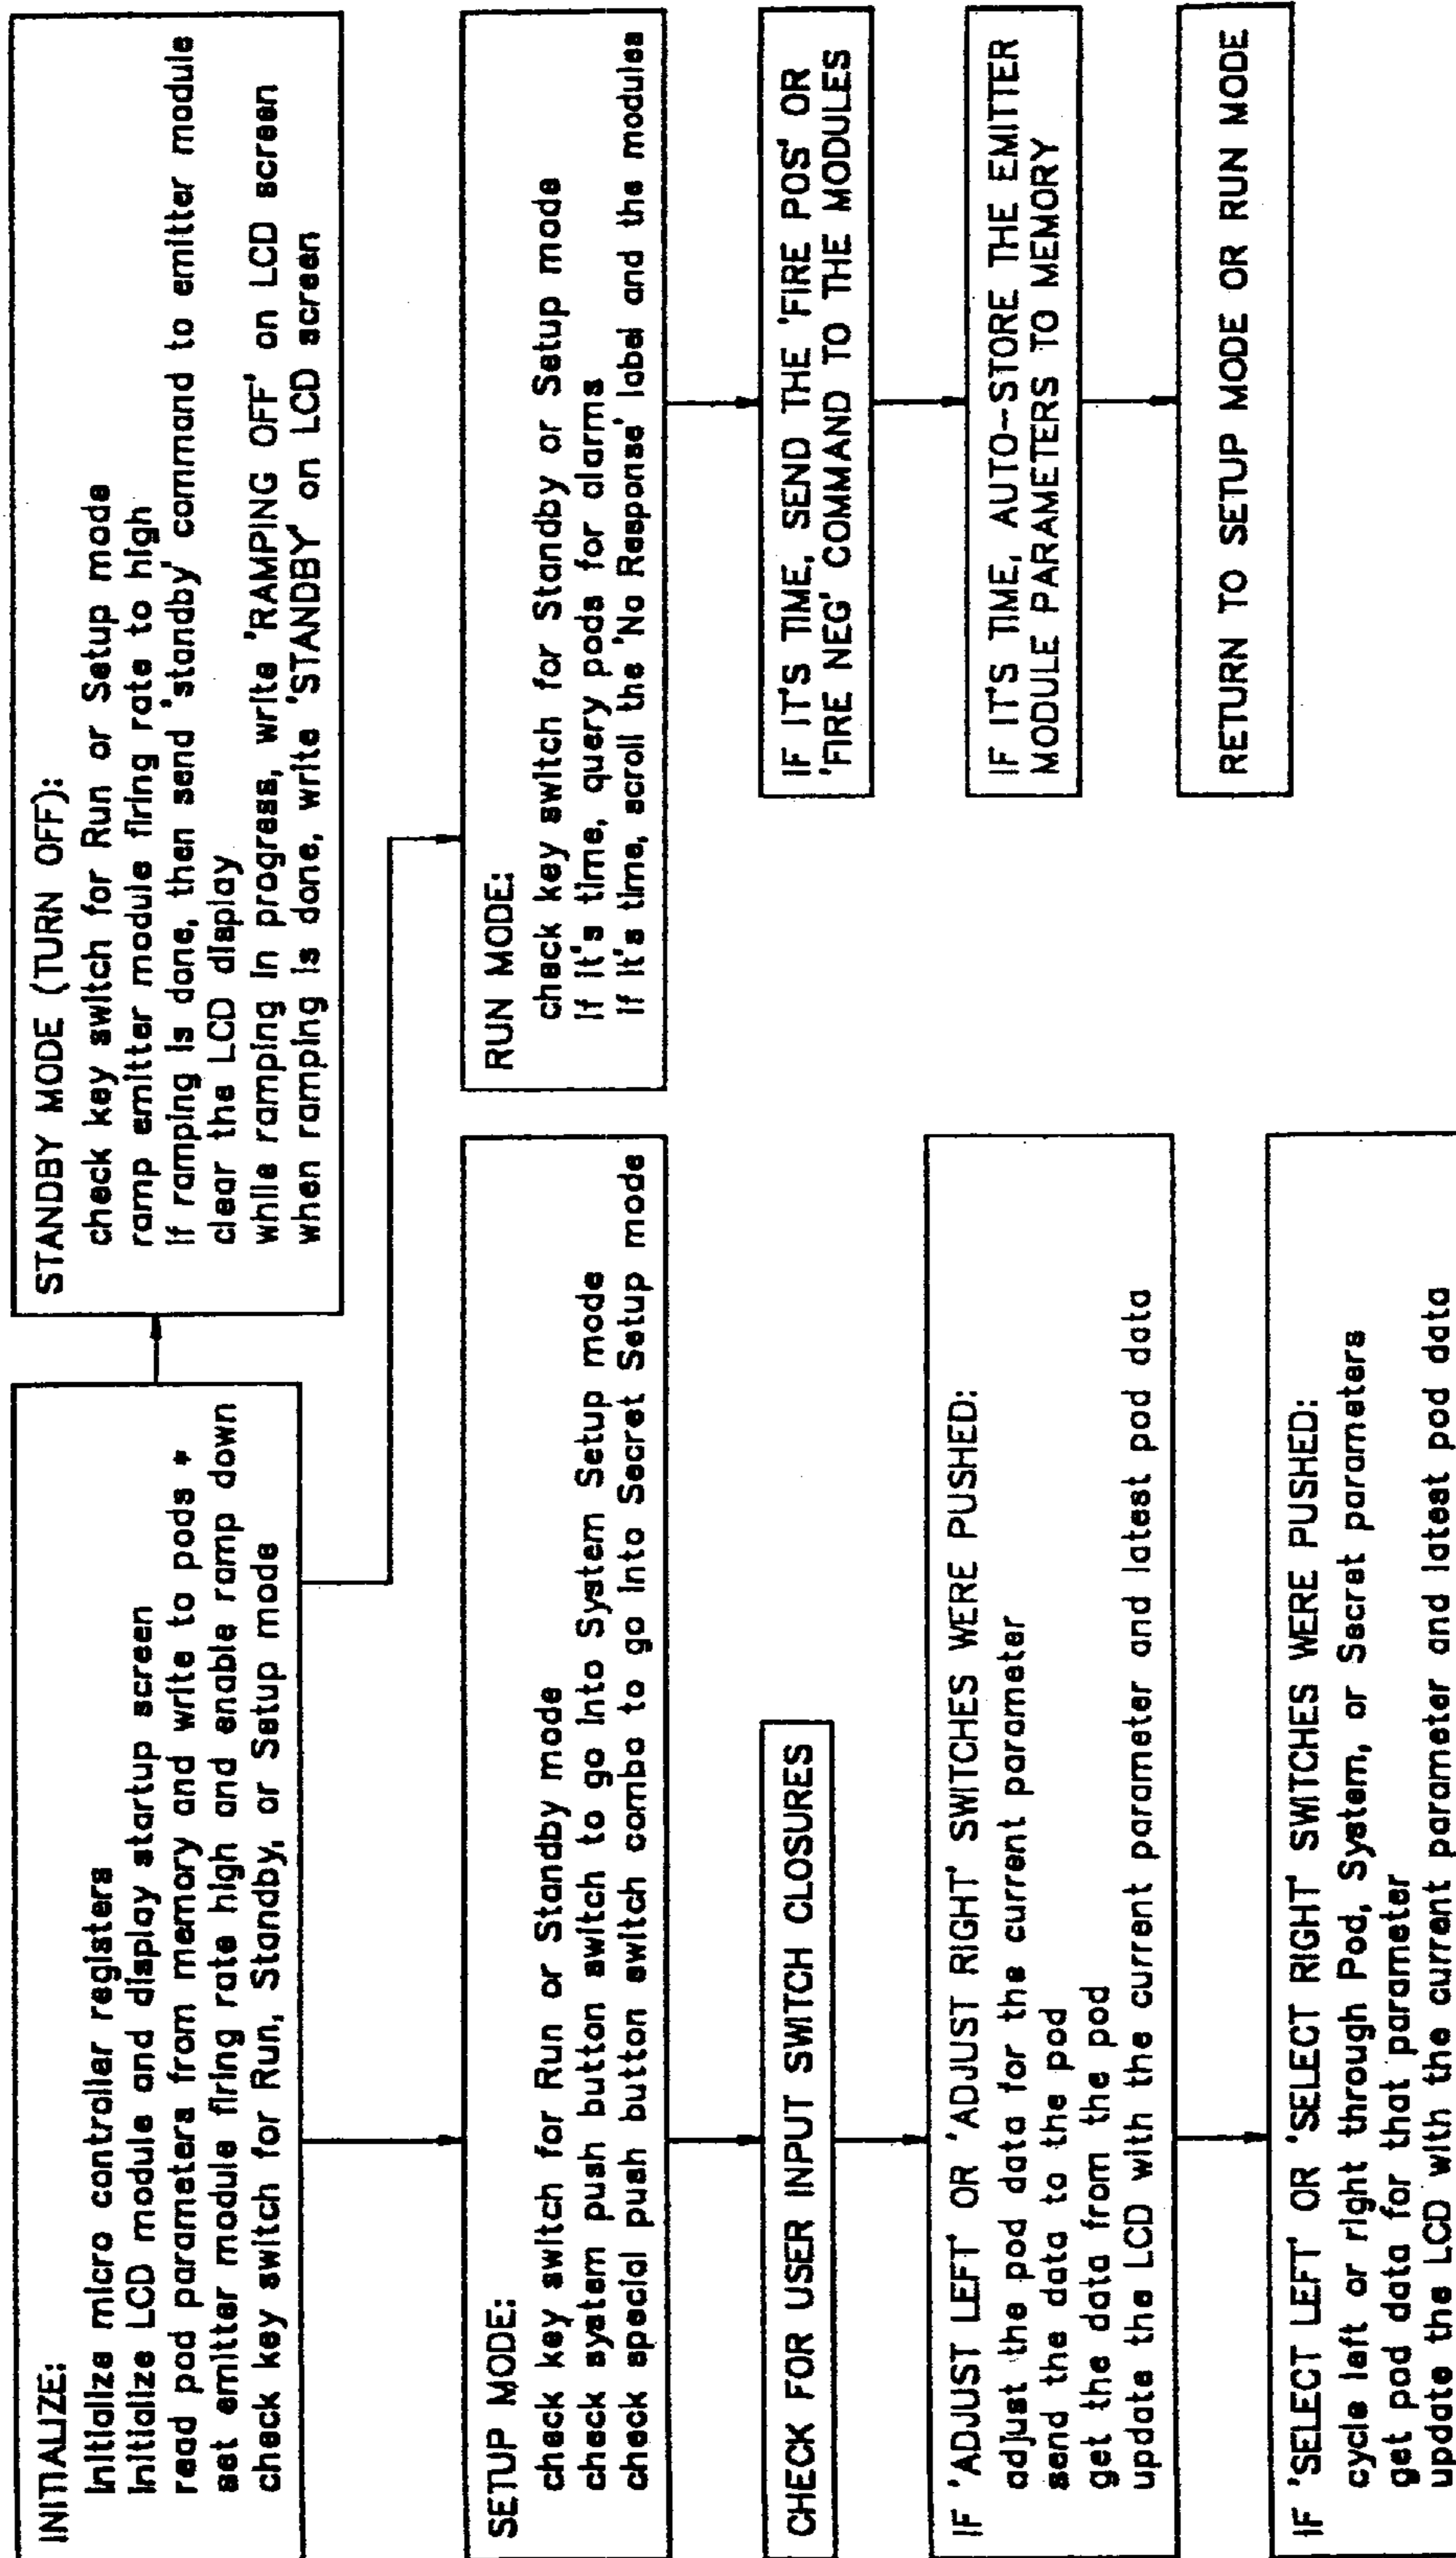 INITIALIZE:
Initialize micro controller registers
Initialize LCD module and display startup screen
read pod parameters from memory and write to pods *
set emitter module firing rate high and enable ramp down
check key switch for Run, Standby, or Setup mode
STANDBY MODE (TURN OFF):
check key switch for Run or Setup mode
ramp emitter module firing rate to high
If ramping is done, then send 'standby' command to emitter module
clear the LCD display
while ramping in progress, write 'RAMPING OFF' on LCD screen
when ramping is done, write 'STANDBY' on LCD screen
SETUP MODE:
check key switch for Run or Standby mode
check system push button switch to go Into System Setup mode
check special push button switch combo to go Into Secret Setup mode
RUN MODE:
check key switch for Standby or Setup mode
If It's time, query pods for alarms
If It's time, scroll the 'No Response' label and the modules
CHECK FOR USER INPUT SWITCH CLOSURES
IF IT'S TIME, SEND THE 'FIRE POS' OR
'FIRE NEG' COMMAND TO THE MODULES
IF 'ADJUST LEFT' OR 'ADJUST RIGHT' SWITCHES WERE PUSHED:
adjust the pod data for the current parameter
send the data to the pod
get the data from the pod
update the LCD with the current parameter and latest pod data
IF IT'S TIME, AUTO-STORE THE EMITTER
MODULE PARAMETERS TO MEMORY
IF 'SELECT LEFT' OR 'SELECT RIGHT' SWITCHES WERE PUSHED:
cycle left or right through Pod, System, or Secret parameters
get pod data for that parameter
update the LCD with the current parameter and latest pod data
RETURN TO SETUP MODE OR RUN MODE